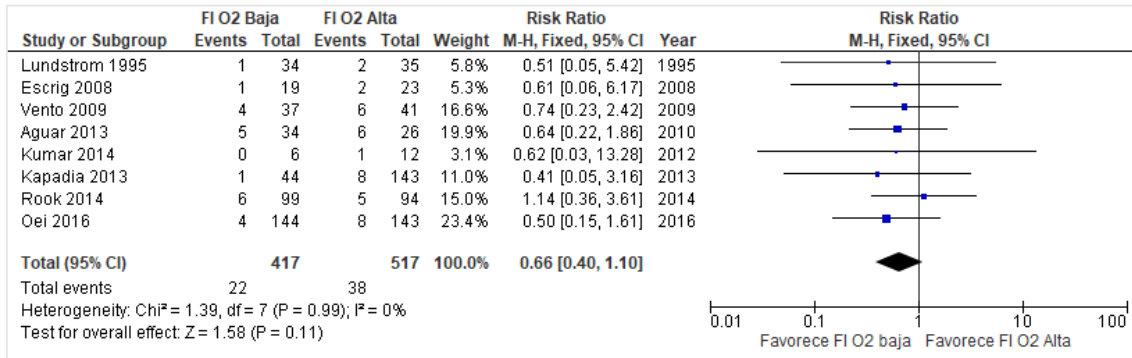 FI O2 Baja FI O2 Alta Risk Ratio Risk Ratio
Study or Subgroup Events Total Events Total Weight M-H, Fixed, 95% CI Year M-H, Fixed, 95% CI
Lundstrom 1995 1 34 2 35 5.8% 0.51 [0.05, 5.42] 1995
Escrig 2008 1 19 2 23 5.3% 0.61 [0.06, 6.17] 2008
Vento 2009 4 37 6 41 16.6% 0.74 [0.23, 2.42] 2009
Aguar 2013 5 34 6 26 19.9% 0.64 [0.22, 1.86] 2010
Kumar 2014 0 6 1 12 3.1% 0.62 [0.03, 13.28] 2012
Kapadia 2013 1 44 8 143 11.0% 0.41 [0.05, 3.16] 2013
Rook 2014 6 99 5 94 15.0% 1.14 [0.36, 3.61] 2014
Oei 2016 4 144 8 143 23.4% 0.50 [0.15, 1.61] 2016
Total (95% CI) 417 517 100.0% 0.66 [0.40, 1.10]
Total events 22 38
Heterogeneity: Chi² = 1.39, df = 7 (P = 0.99); I² = 0%
Test for overall effect: Z = 1.58 (P = 0.11)
0.01 0.1 1 10 100
Favorece FI O2 baja Favorece FI O2 Alta